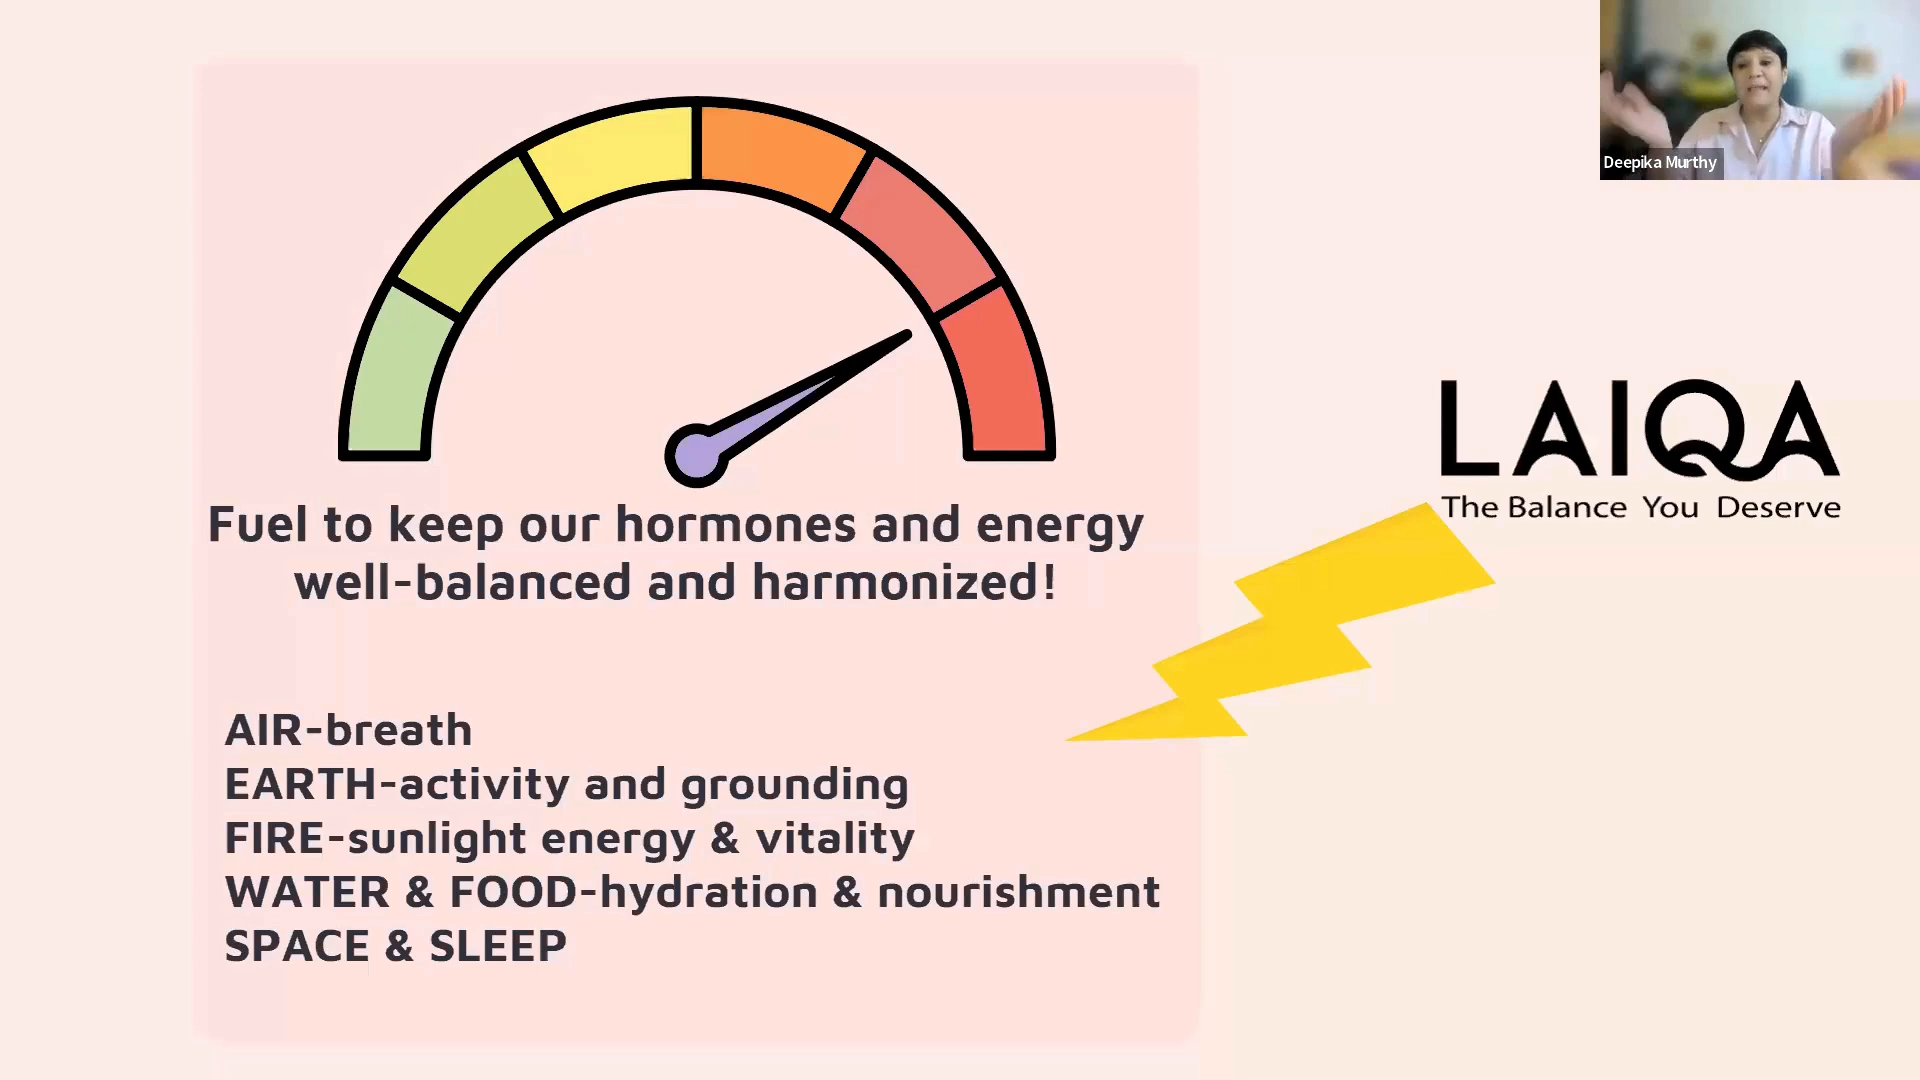 Deepika Murthy
LAIQA
The Balance You Deserve
Fuel to keep our hormones and energy
well-balanced and harmonized!
AIR-breath
EARTH-activity and grounding
FIRE-sunlight energy & vitality
WATER & FOOD-hydration & nourishment
SPACE & SLEEP